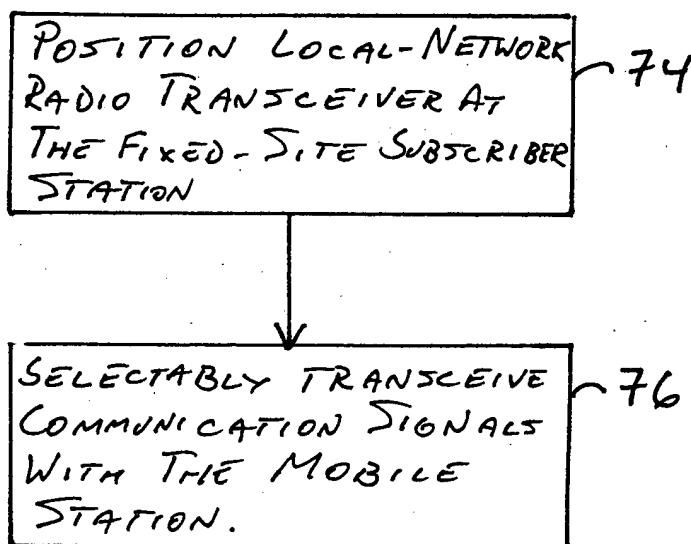 POSITION LOCAL-NETWORK
RADIO TRANSCEIVER AT
THE FIXED-SITE SUBSCRIBER
STATION
74
SELECTABLY TRANSCEIVE
COMMUNICATION SIGNALS
WITH THE MOBILE
STATION.
76